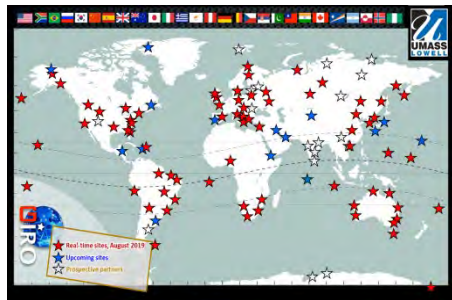 UMASS
LOWELL
GIRO
Real-time sites, August 2019
Upcoming sites
Prospective partners